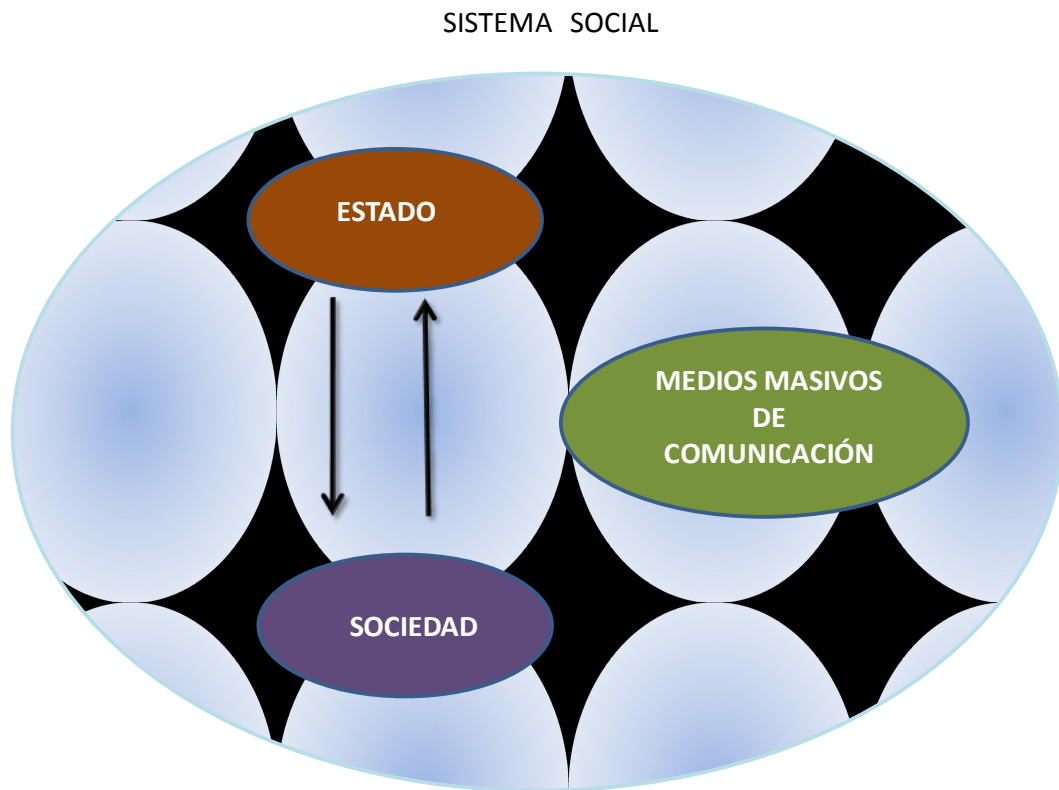 SISTEMA SOCIAL
ESTADO
MEDIOS MASIVOS
DE
COMUNICACIÓN
SOCIEDAD